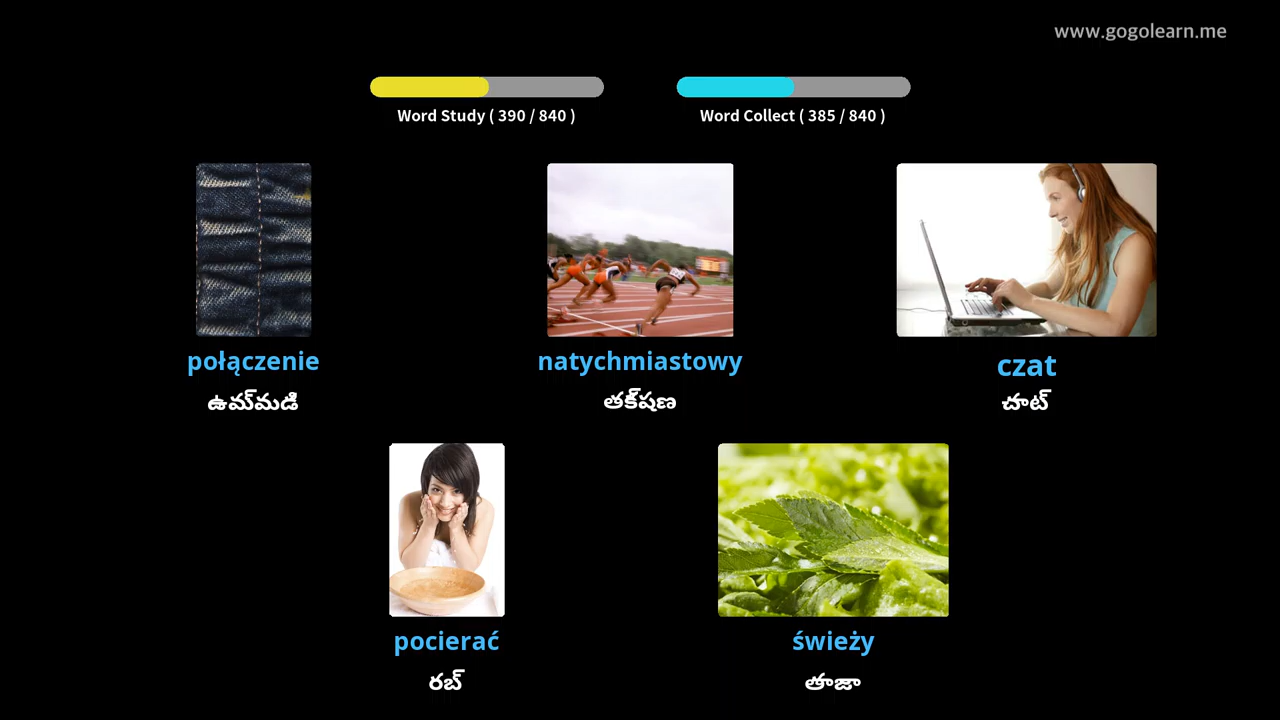 www.gogolearn.me
Word Study ( 390 / 840 )
Word Collect ( 385 / 840 )
połączenie
natychmiastowy
czat
ఉమ్మడి
తక్షణ
చాట్
pocierać
świeży
రబ్
తాజా